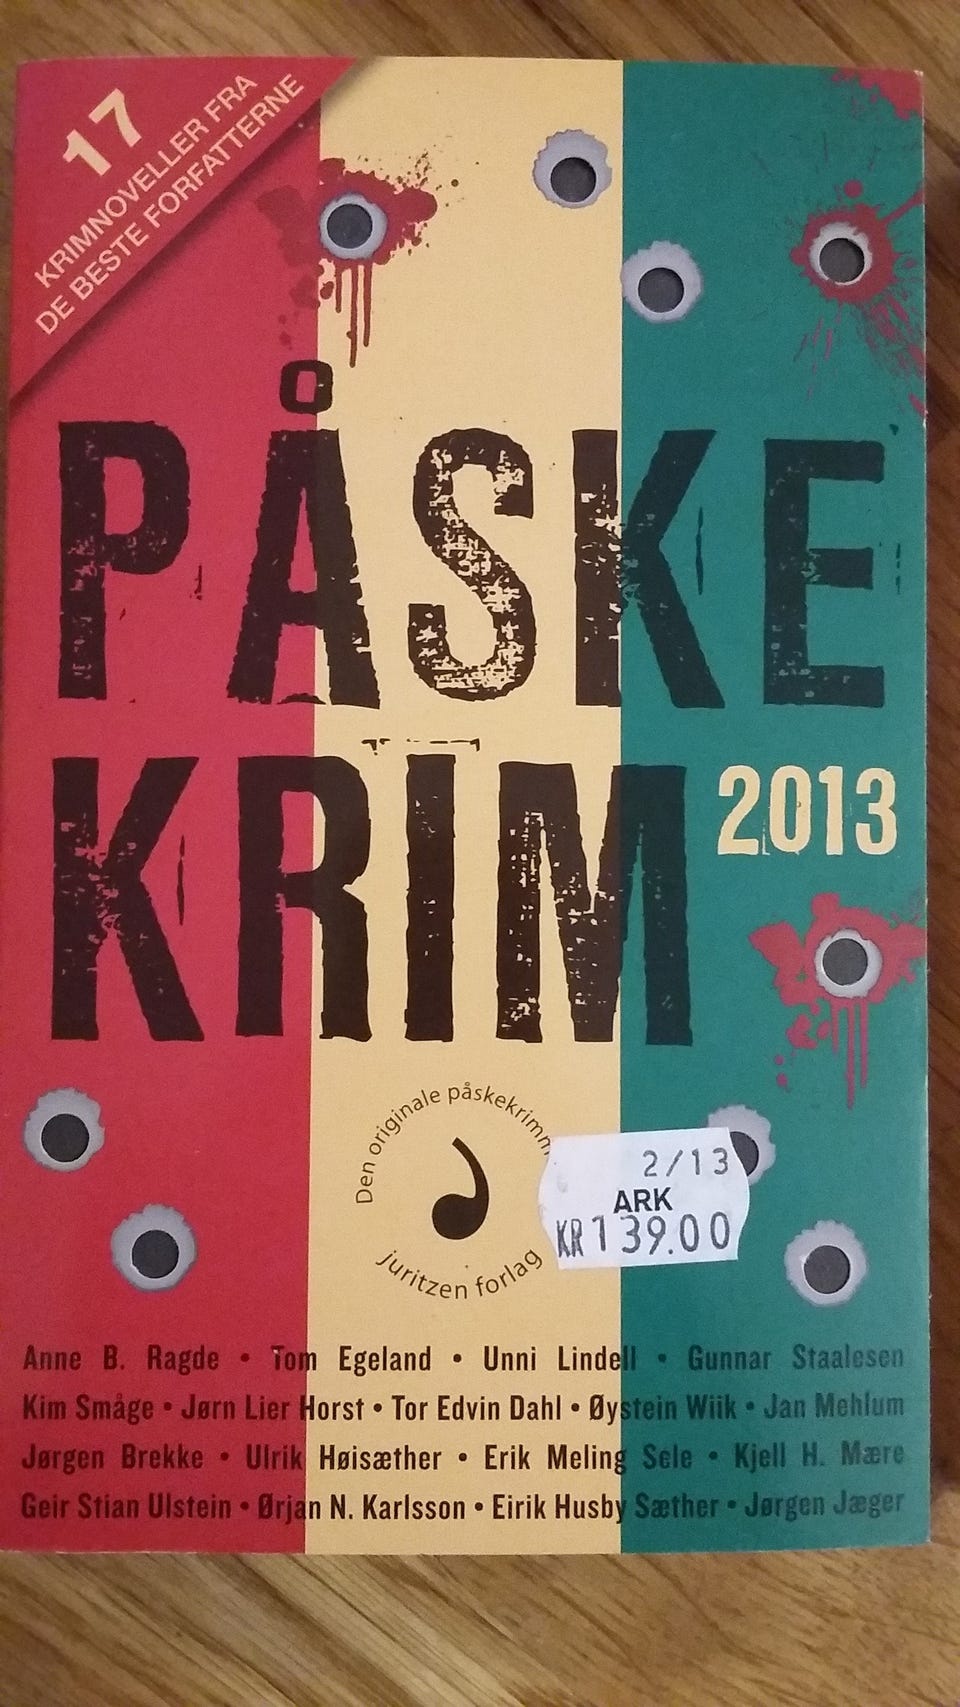 17
KRIMNOVELLER FRA
DE BESTE FORFATTERNE
PÅSKE
KRIM
2013
Den originale
juritzen forlag
2/13
ARK
KR 139.00
Anne B. Ragde • Tom Egeland • Unni Lindell • Gunnar Staalesen
Kim Småge • Jørn Lier Horst • Tor Edvin Dahl • Øystein Wiik • Jan Mehlum
Jørgen Brekke • Ulrik Høisæther • Erik Meling Sele • Kjell H. Mære
Geir Stian Ulstein • Ørjan N. Karlsson • Eirik Husby Sæther • Jørgen Jæger